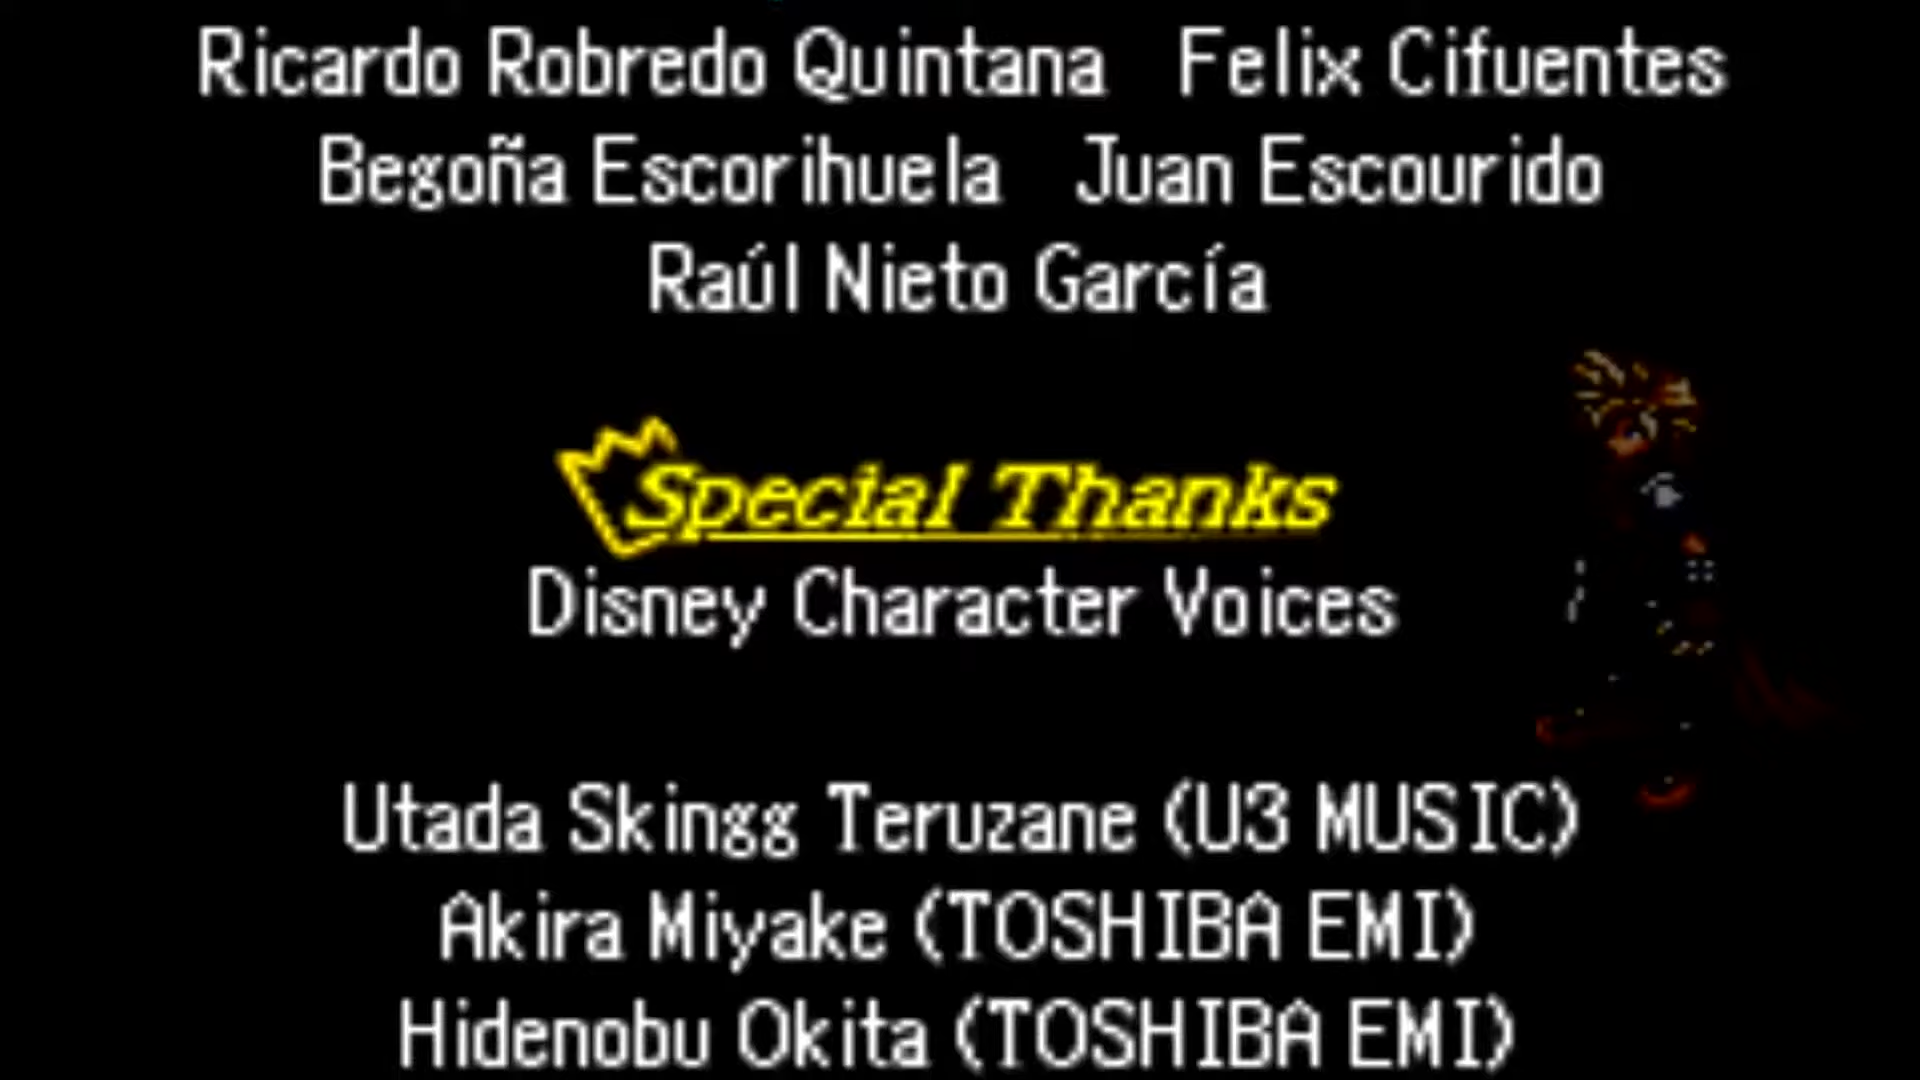 Ricardo Robredo Quintana Felix Cifuentes
Begoña Escorihuela Juan Escourido
Raúl Nieto García
Special Thanks
Disney Character Voices
Utada Skingg Teruzane (U3 MUSIC)
Akira Miyake (TOSHIBA EMI)
Hidenobu Okita (TOSHIBA EMI)